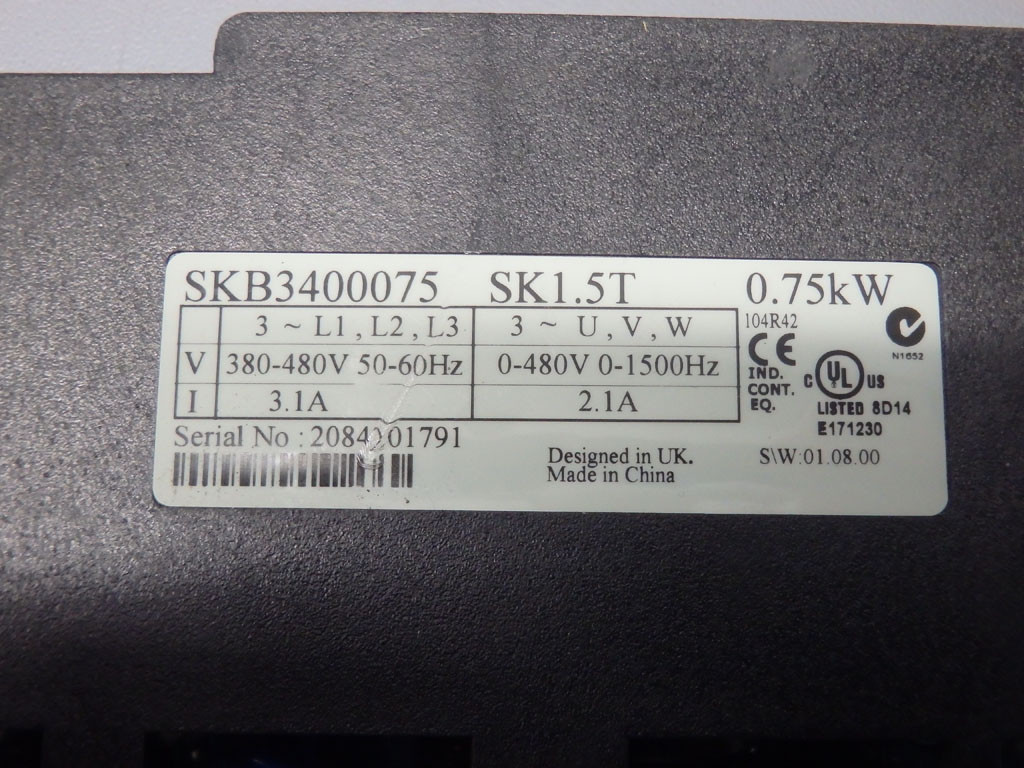 SKB3400075 SK1.5T 0.75kW
3 ~ L1 , L2 , L3 3 ~ U , V , W
V 380-480V 50-60Hz 0-480V 0-1500Hz
I 3.1A 2.1A
104R42
CE
IND.
CONT.
EQ.
N1652
C UL US
LISTED 8D14
E171230
Serial No :
Designed in UK.
Made in China
S\W:01.08.00